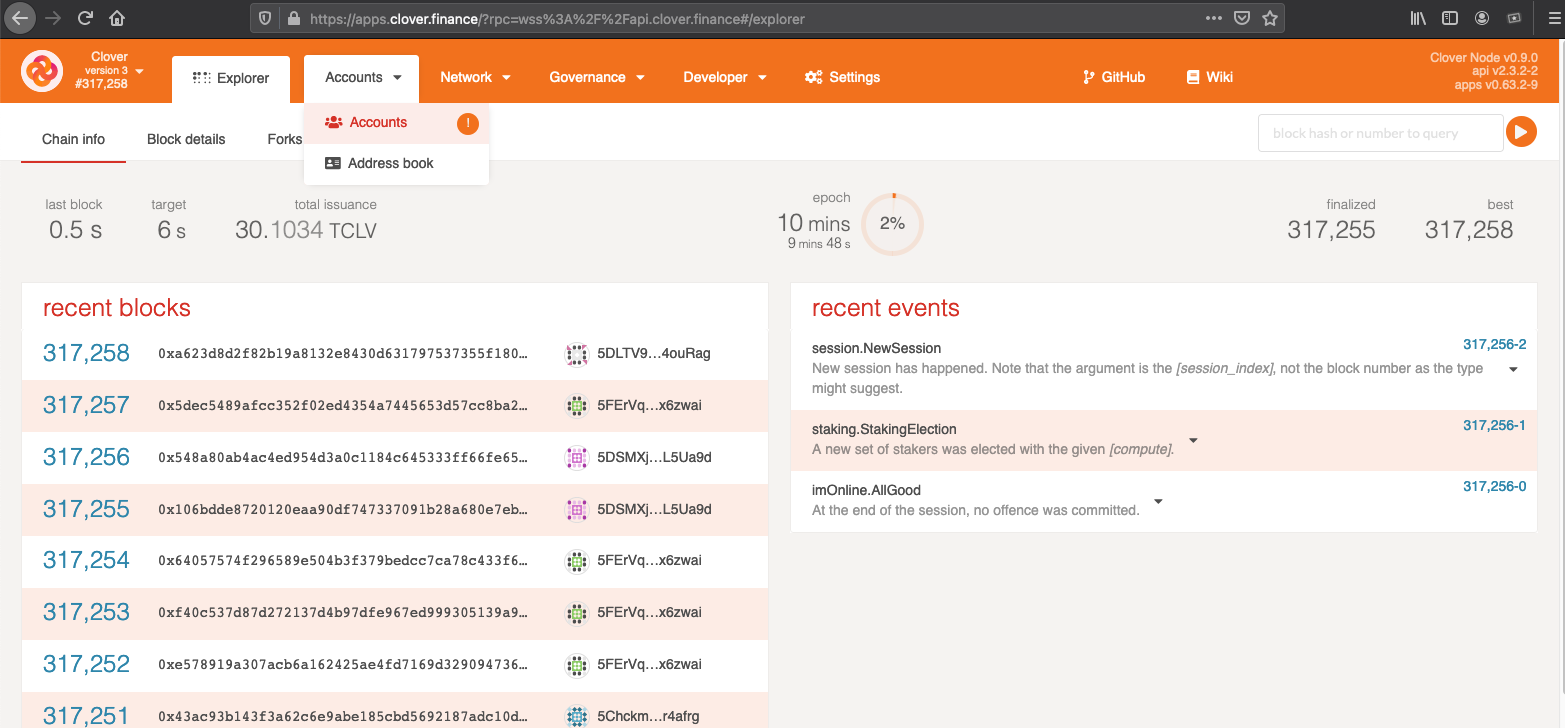 https://apps.clover.finance/?rpc=wss%3A%2F%2Fapi.clover.finance#/explorer
Clover
version 3
#317,258
Explorer
Accounts
Network
Governance
Developer
Settings
GitHub
Wiki
Clover Node v0.9.0
api v2.3.2-2
apps v0.63.2-9
Accounts
!
Address book
Chain info
Block details
Forks
block hash or number to query
last block
0.5 s
target
6 s
total issuance
30.1034 TCLV
epoch
10 mins
9 mins 48 s
2%
finalized
317,255
best
317,258
recent blocks
317,258 0xa623d8d2f82b19a8132e8430d631797537355f180… 5DLTV9…4ouRag
317,257 0x5dec5489afcc352f02ed4354a7445653d57cc8ba2… 5FErVq…x6zwai
317,256 0x548a80ab4ac4ed954d3a0c1184c645333ff66fe65… 5DSMXj…L5Ua9d
317,255 0x106bdde8720120eaa90df747337091b28a680e7eb… 5DSMXj…L5Ua9d
317,254 0x64057574f296589e504b3f379bedcc7ca78c433f6… 5FErVq…x6zwai
317,253 0xf40c537d87d272137d4b97dfe967ed999305139a9… 5FErVq…x6zwai
317,252 0xe578919a307acb6a162425ae4fd7169d329094736… 5FErVq…x6zwai
317,251 0x43ac93b143f3a62c6e9abe185cbd5692187adc10d… 5Chckm…r4afrg
recent events
session.NewSession
317,256-2
New session has happened. Note that the argument is the [session_index], not the block number as the type
might suggest.
staking.StakingElection
317,256-1
A new set of stakers was elected with the given [compute].
imOnline.AllGood
317,256-0
At the end of the session, no offence was committed.